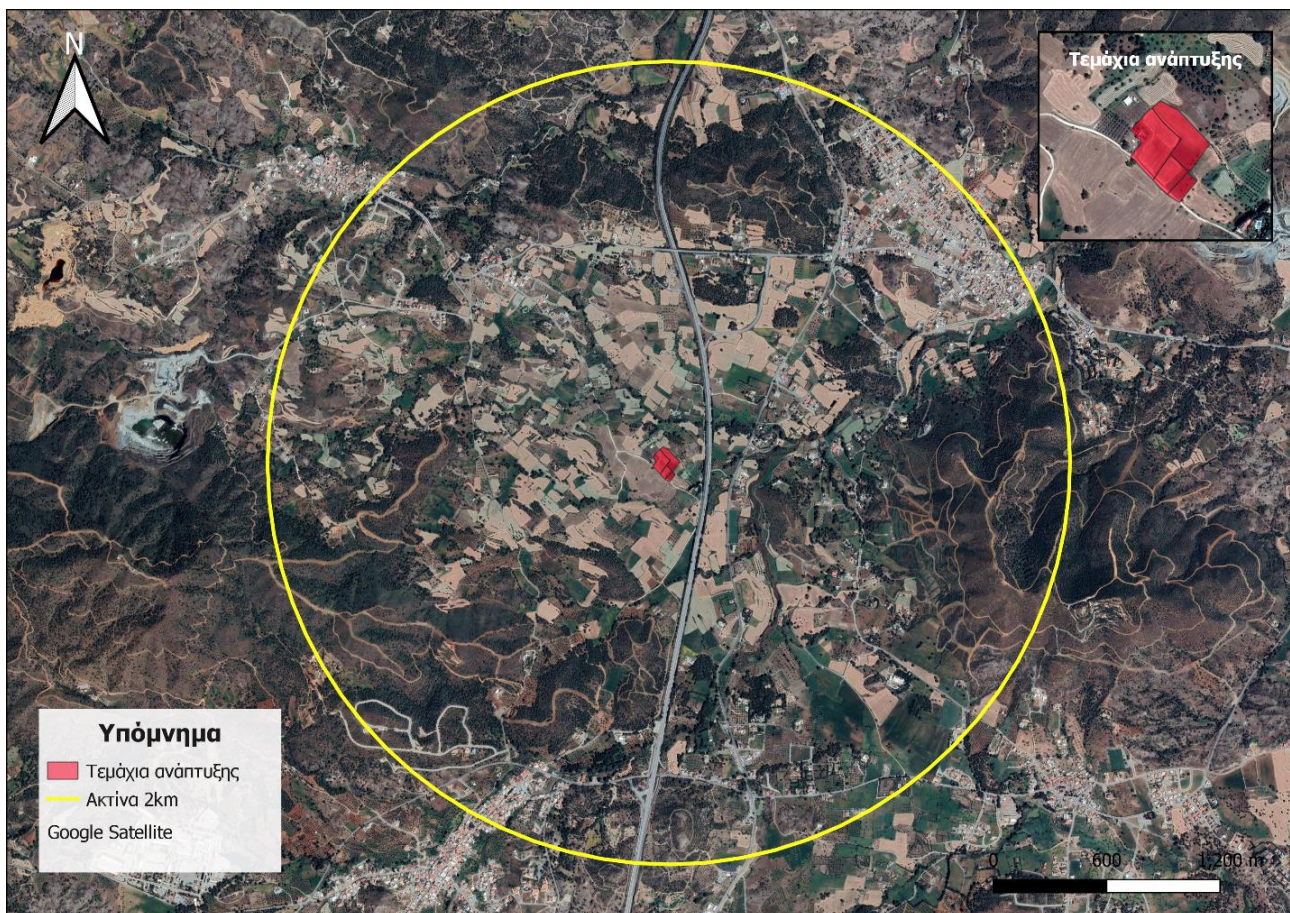 N
Τεμάχια ανάπτυξης
Υπόμνημα
Τεμάχια ανάπτυξης
Ακτίνα 2km
Google Satellite
0 600 1.200 m